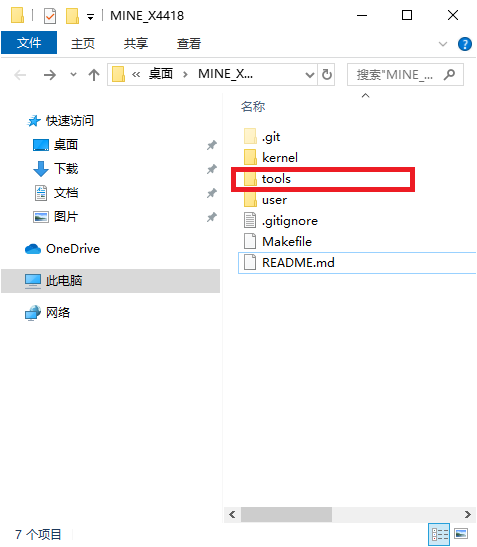 MINE_X4418
文件 主页 共享 查看
« 桌面 › MINE_X...
搜索"MINE_...
名称
快速访问
桌面
下载
文档
图片
OneDrive
此电脑
网络
.git
kernel
tools
user
.gitignore
Makefile
README.md
7 个项目